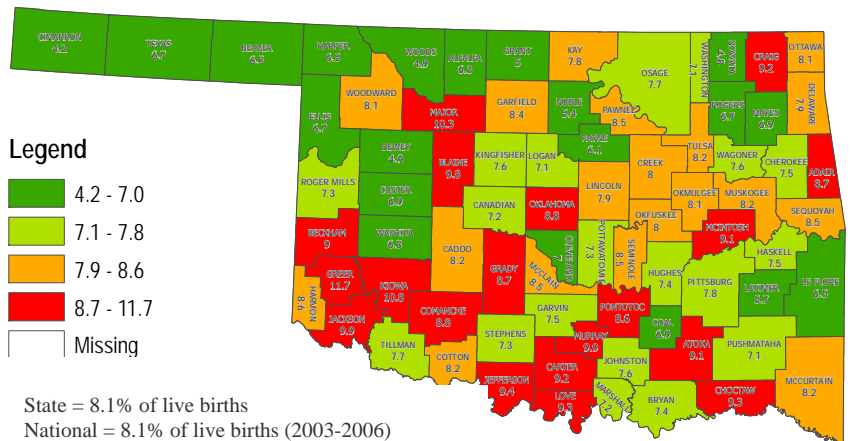 CIMARRON
4.2
TEXAS
6.7
BEAVER
6.3
HARPER
6.5
WOODS
4.9
ALFALFA
6.3
GRANT
5
KAY
7.8
OSAGE
7.7
WASHINGTON
7.1
NOWATA
4.8
CRAIG
9.2
OTTAWA
8.1
DELAWARE
7.9
WOODWARD
8.1
ELLIS
6.7
MAJOR
10.3
GARFIELD
8.4
NOBLE
5.4
PAWNEE
8.5
ROGERS
6.7
MAYES
6.9
PAYNE
6.1
DEWEY
4.9
BLAINE
9.8
KINGFISHER
7.6
LOGAN
7.1
CREEK
8
TULSA
8.2
WAGONER
7.6
CHEROKEE
7.5
ADAIR
8.7
ROGER MILLS
7.3
CUSTER
6.9
CANADIAN
7.2
OKLAHOMA
8.8
LINCOLN
7.9
OKMULGEE
8.1
MUSKOGEE
8.2
SEQUOYAH
8.5
OKFUSKEE
8
MCINTOSH
9.1
BECKHAM
9
WASHITA
6.3
CADDO
8.2
GRADY
8.7
CLEVELAND
7
MCCLAIN
8.5
POTTAWATOMIE
7.3
SEMINOLE
8.5
HUGHES
7.4
PITTSBURG
7.8
HASKELL
7.5
LATIMER
5.7
LE FLORE
6.5
GREER
11.7
KIOWA
10.8
HARMON
8.6
JACKSON
9.9
COMANCHE
8.8
TILLMAN
7.7
COTTON
8.2
STEPHENS
7.3
GARVIN
7.5
PONTOTOC
8.6
COAL
6.9
MURRAY
9.9
JOHNSTON
7.6
ATOKA
9.1
PUSHMATAHA
7.1
MCCURTAIN
8.2
JEFFERSON
9.4
CARTER
9.2
LOVE
9.3
MARSHALL
7.2
BRYAN
7.4
CHOCTAW
9.3
Legend
4.2 - 7.0
7.1 - 7.8
7.9 - 8.6
8.7 - 11.7
Missing
State = 8.1% of live births
National = 8.1% of live births (2003-2006)